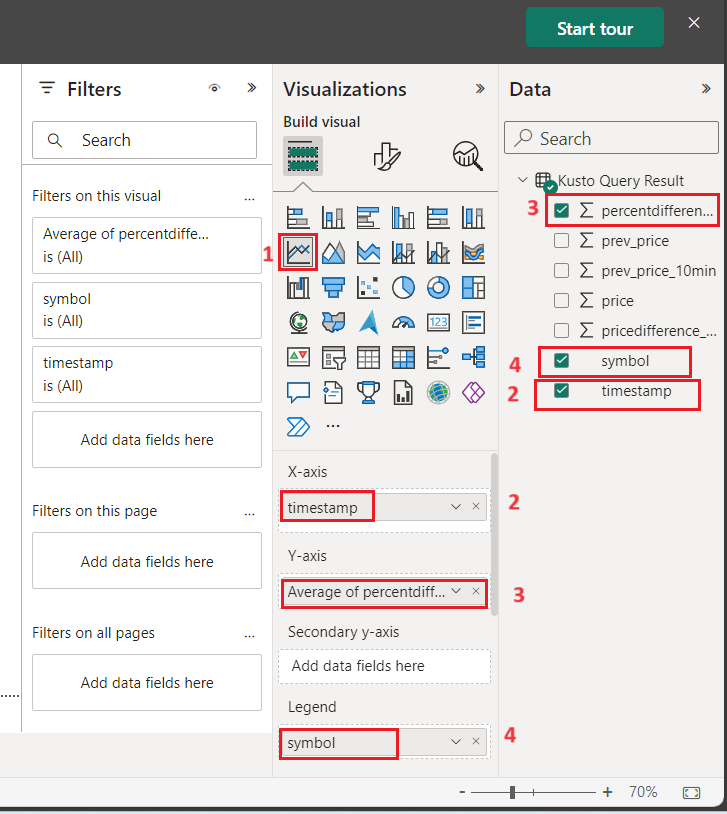 Start tour
Filters
Search
Filters on this visual
...
Average of percentdiffe...
is (All)
symbol
is (All)
timestamp
is (All)
Add data fields here
Filters on this page
...
Add data fields here
Filters on all pages
...
Add data fields here
Visualizations
Build visual
1
123
...
X-axis
timestamp
2
Y-axis
Average of percentdiff...
3
Secondary y-axis
Add data fields here
Legend
symbol
4
Data
Search
Kusto Query Result
3 percentdifferen...
prev_price
prev_price_10min
price
pricedifference_...
4 symbol
2 timestamp
- + 70%